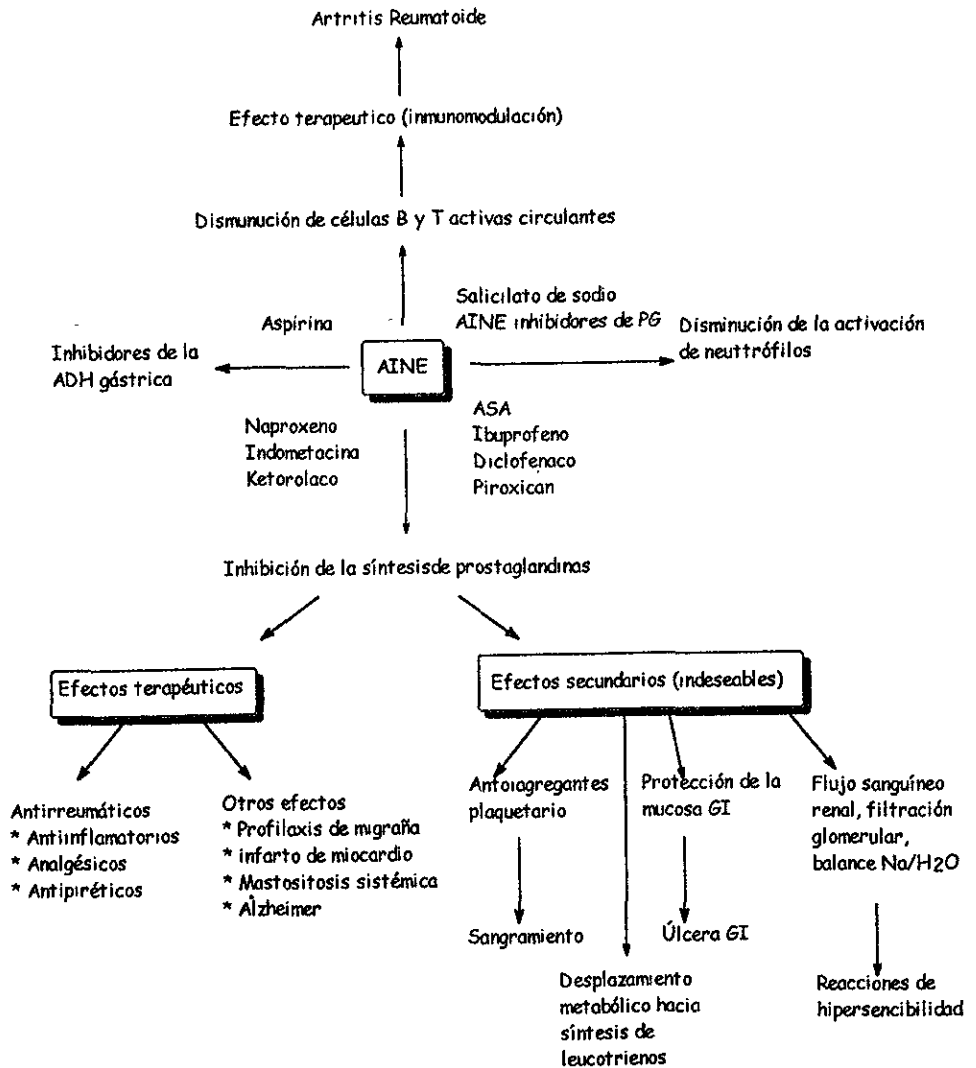 Artritis Reumatoide
Efecto terapeutico (inmunomodulación)
Dismunución de células B y T activas circulantes
Salicilato de sodio
AINE inhibidores de PG
Aspirina
Disminución de la activación
de neuttrófilos
Inhibidores de la
ADH gástrica
AINE
Naproxeno
Indometacina
Ketorolaco
ASA
Ibuprofeno
Diclofenaco
Piroxican
Inhibición de la síntesisde prostaglandinas
Efectos terapéuticos
Efectos secundarios (indeseables)
Antirreumáticos
* Antiinflamatorios
* Analgésicos
* Antipiréticos
Otros efectos
* Profilaxis de migraña
* infarto de miocardio
* Mastositosis sistémica
* Alzheimer
Antoiagregantes
plaquetario
Protección de la
mucosa GI
Flujo sanguíneo
renal, filtración
glomerular,
balance Na/H2O
Sangramiento
Úlcera GI
Desplazamiento
metabólico hacia
síntesis de
leucotrienos
Reacciones de
hipersencibilidad